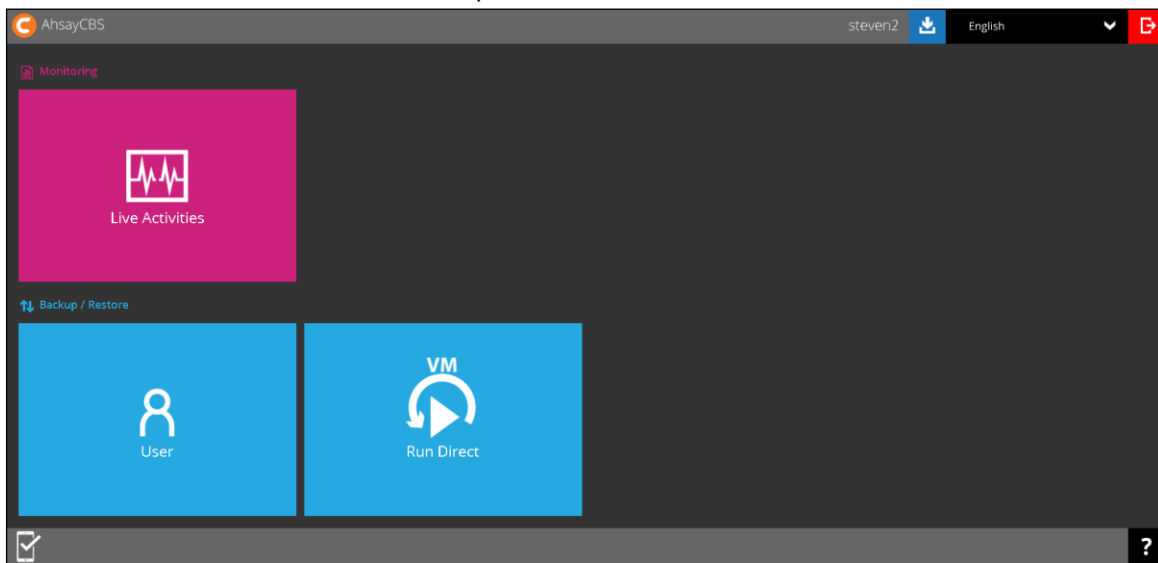 AhsayCBS
steven2
English
Monitoring
Live Activities
Backup / Restore
User
VM
Run Direct
?